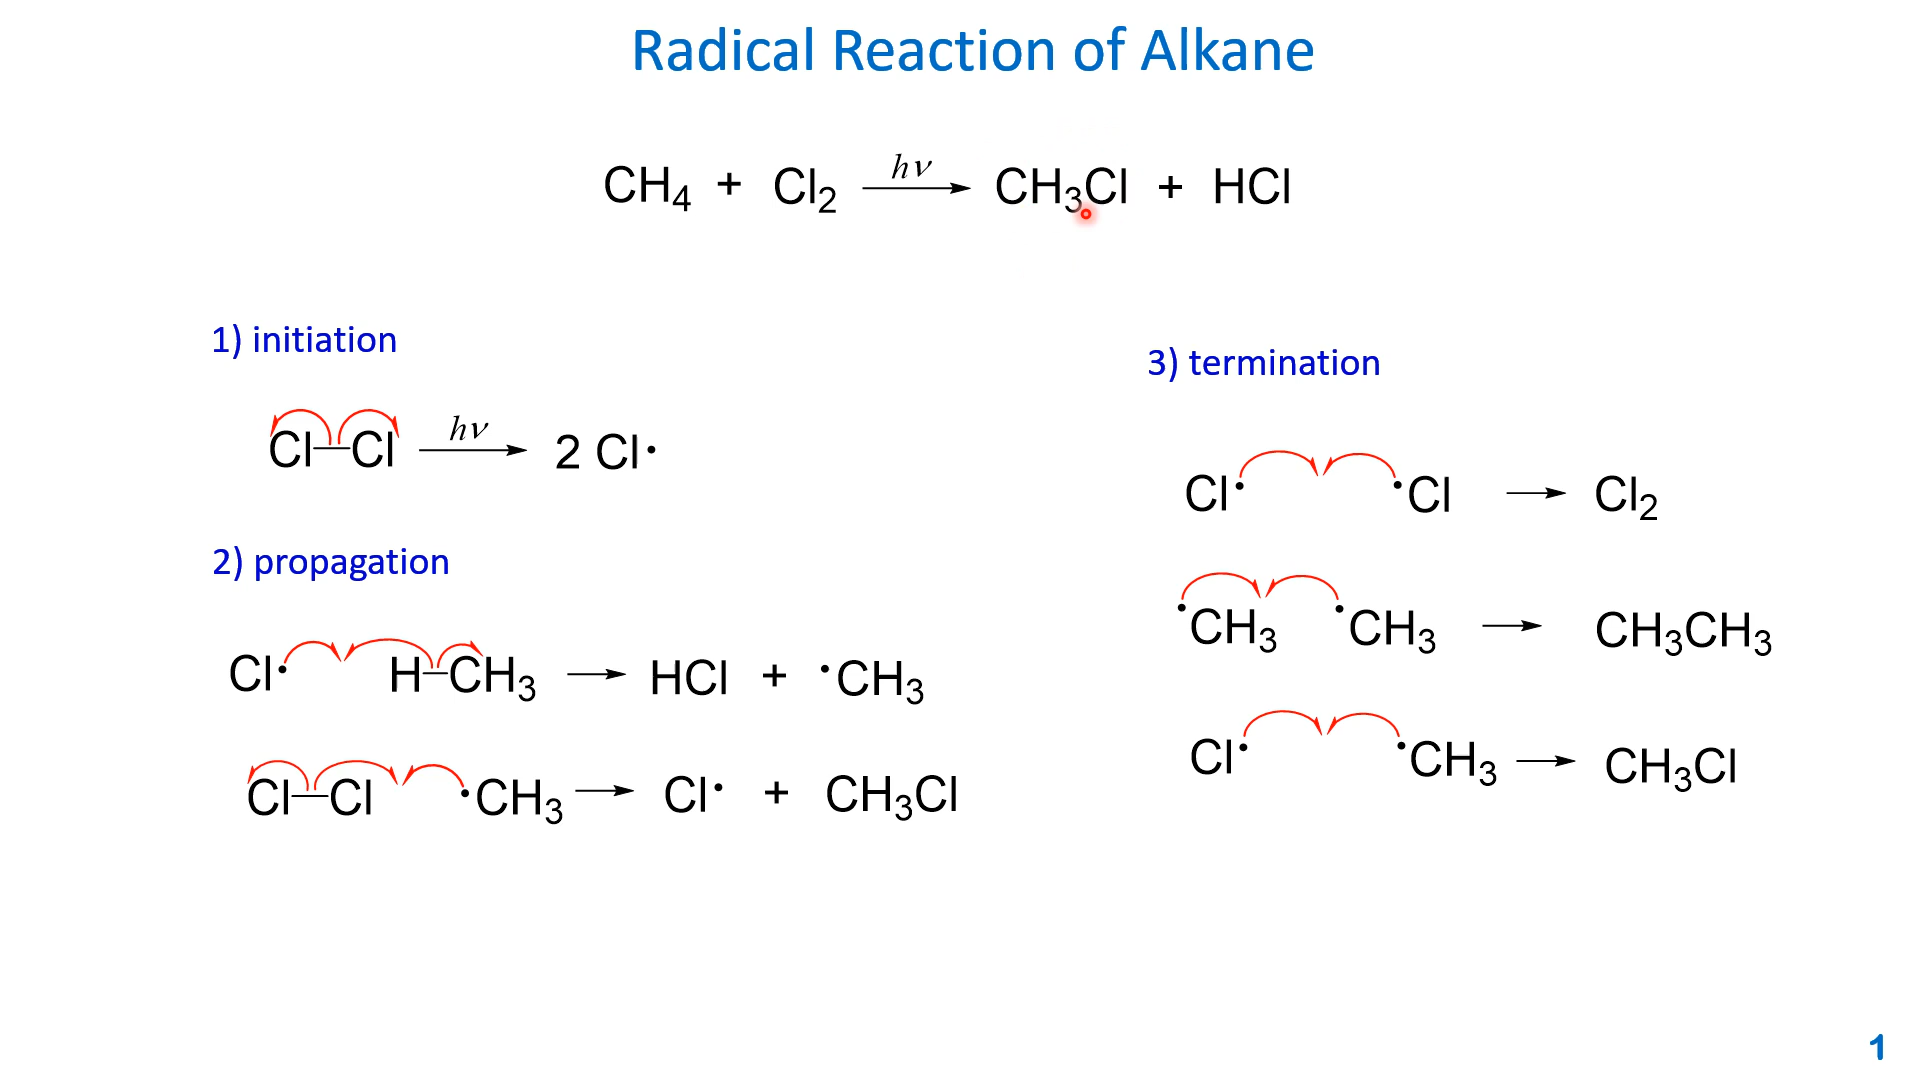 Radical Reaction of Alkane
CH₄ + Cl₂ hν → CH₃Cl + HCl
1) initiation
Cl–Cl hν → 2 Cl·
2) propagation
Cl· H–CH₃ → HCl + ·CH₃
Cl–Cl ·CH₃ → Cl· + CH₃Cl
3) termination
Cl· ·Cl → Cl₂
·CH₃ ·CH₃ → CH₃CH₃
Cl· ·CH₃ → CH₃Cl
1